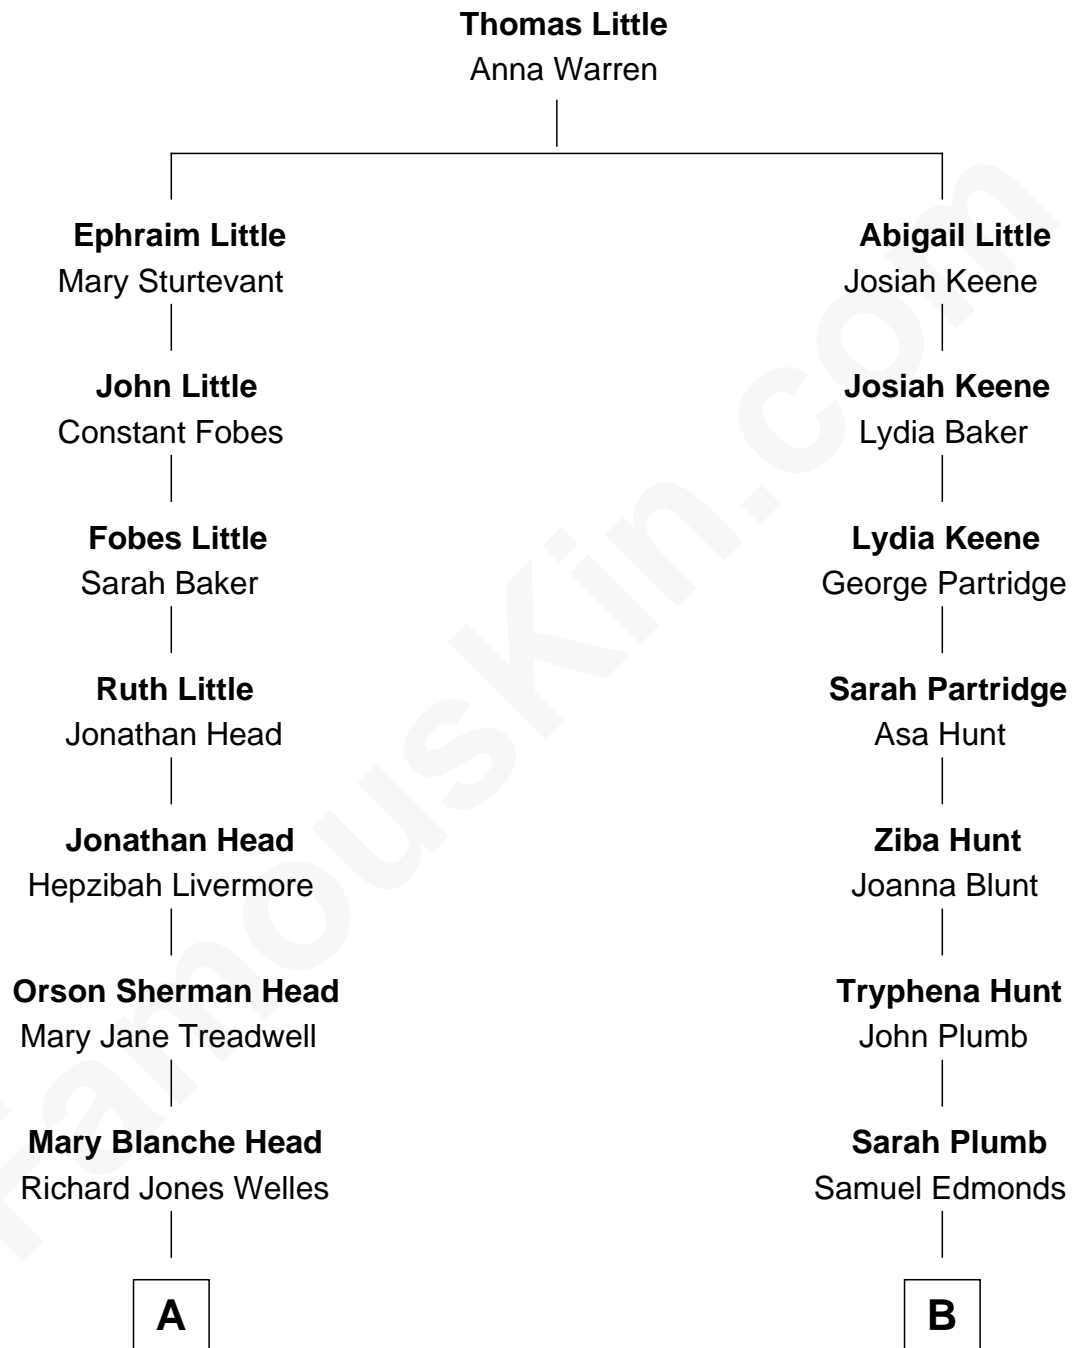 Thomas Little
Anna Warren
Ephraim Little
Mary Sturtevant
Abigail Little
Josiah Keene
John Little
Constant Fobes
Josiah Keene
Lydia Baker
Fobes Little
Sarah Baker
Lydia Keene
George Partridge
Ruth Little
Jonathan Head
Sarah Partridge
Asa Hunt
Jonathan Head
Hepzibah Livermore
Ziba Hunt
Joanna Blunt
Orson Sherman Head
Mary Jane Treadwell
Tryphena Hunt
John Plumb
Mary Blanche Head
Richard Jones Welles
Sarah Plumb
Samuel Edmonds
A
B
FamousKin.com